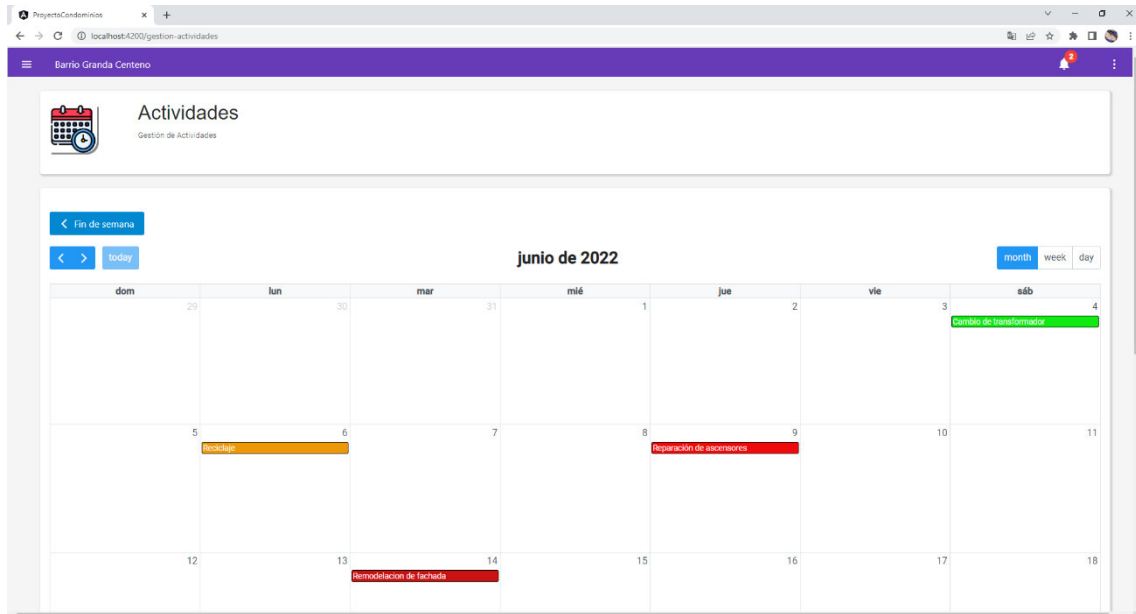 ProyectoCondominios
localhost:4200/gestion-actividades
Barrio Granda Centeno
2
Actividades
Gestión de Actividades
Fin de semana
today
junio de 2022
month week day
dom lun mar mié jue vie sáb
29 30 31 1 2 3 4
Cambio de transformador
5 6 7 8 9 10 11
Reciclaje Reparación de ascensores
12 13 14 15 16 17 18
Remodelacion de fachada